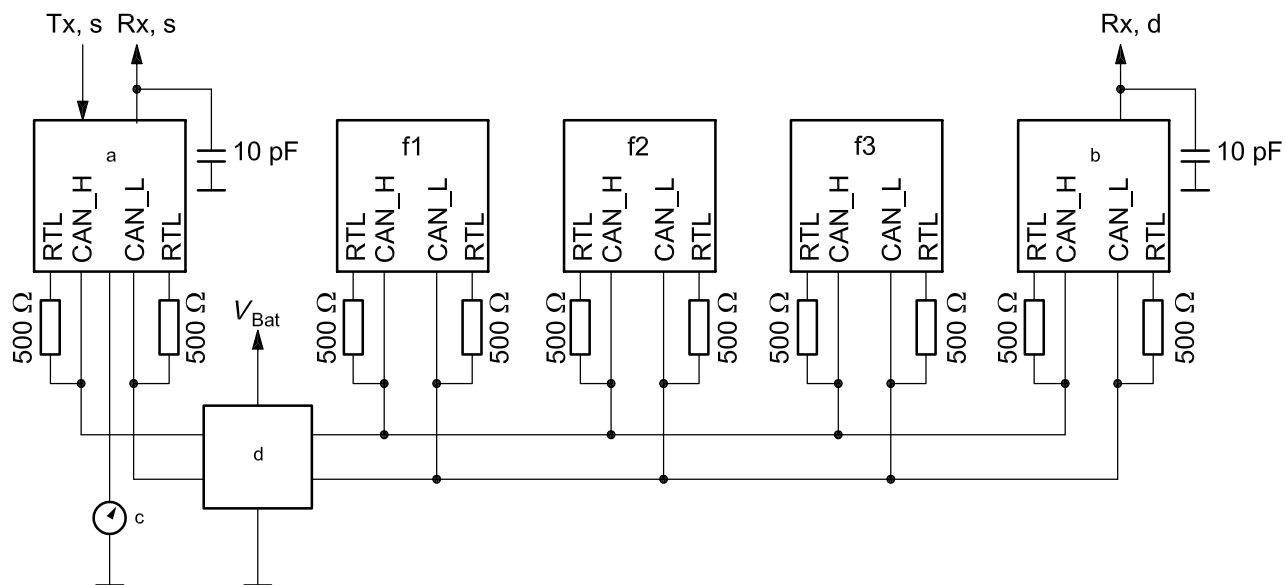 Tx, s Rx, s Rx, d
a f1 f2 f3 b
10 pF 10 pF
RTL CAN_H CAN_L RTL RTL CAN_H CAN_L RTL RTL CAN_H CAN_L RTL RTL CAN_H CAN_L RTL RTL CAN_H CAN_L RTL
500 Ω 500 Ω 500 Ω 500 Ω 500 Ω 500 Ω 500 Ω 500 Ω 500 Ω 500 Ω
VBat
d
c